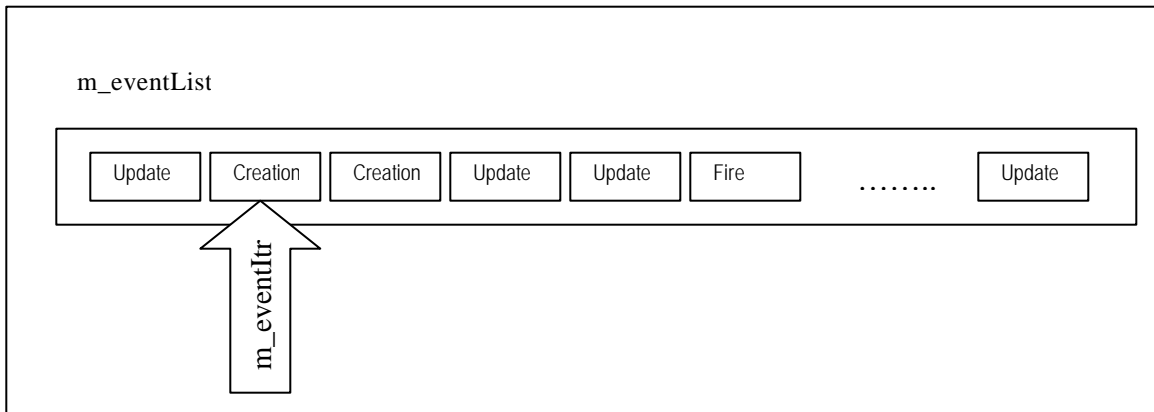 m_eventList
Update Creation Creation Update Update Fire …….. Update
m_eventItr